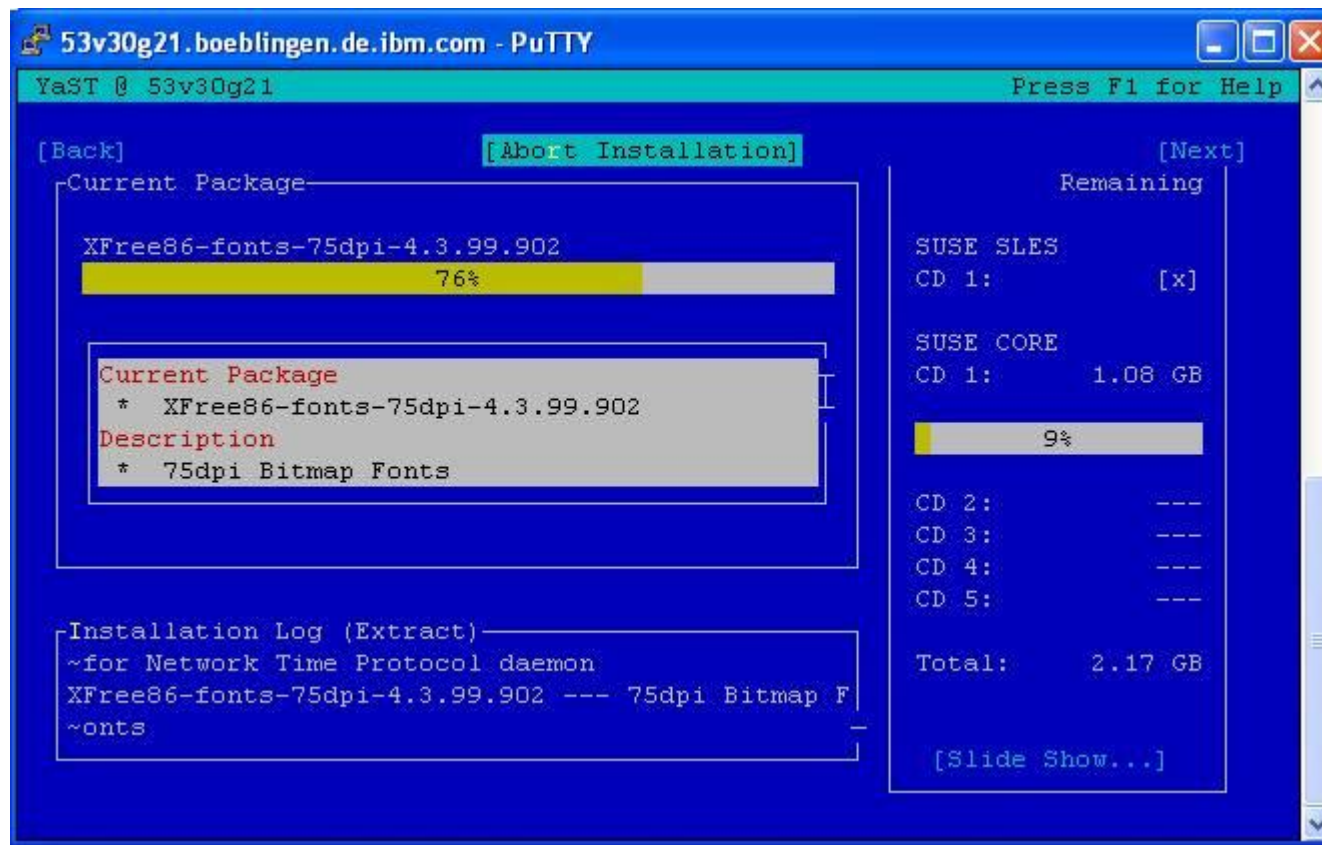 53v30g21.boeblingen.de.ibm.com - PuTTY
YaST @ 53v30g21 Press F1 for Help
[Back] [Abort Installation] [Next]
Current Package
XFree86-fonts-75dpi-4.3.99.902
76%
Current Package
* XFree86-fonts-75dpi-4.3.99.902
Description
* 75dpi Bitmap Fonts
Installation Log (Extract)
~for Network Time Protocol daemon
XFree86-fonts-75dpi-4.3.99.902 --- 75dpi Bitmap F
~onts
Remaining
SUSE SLES
CD 1: [x]
SUSE CORE
CD 1: 1.08 GB
9%
CD 2: ---
CD 3: ---
CD 4: ---
CD 5: ---
Total: 2.17 GB
[Slide Show...]